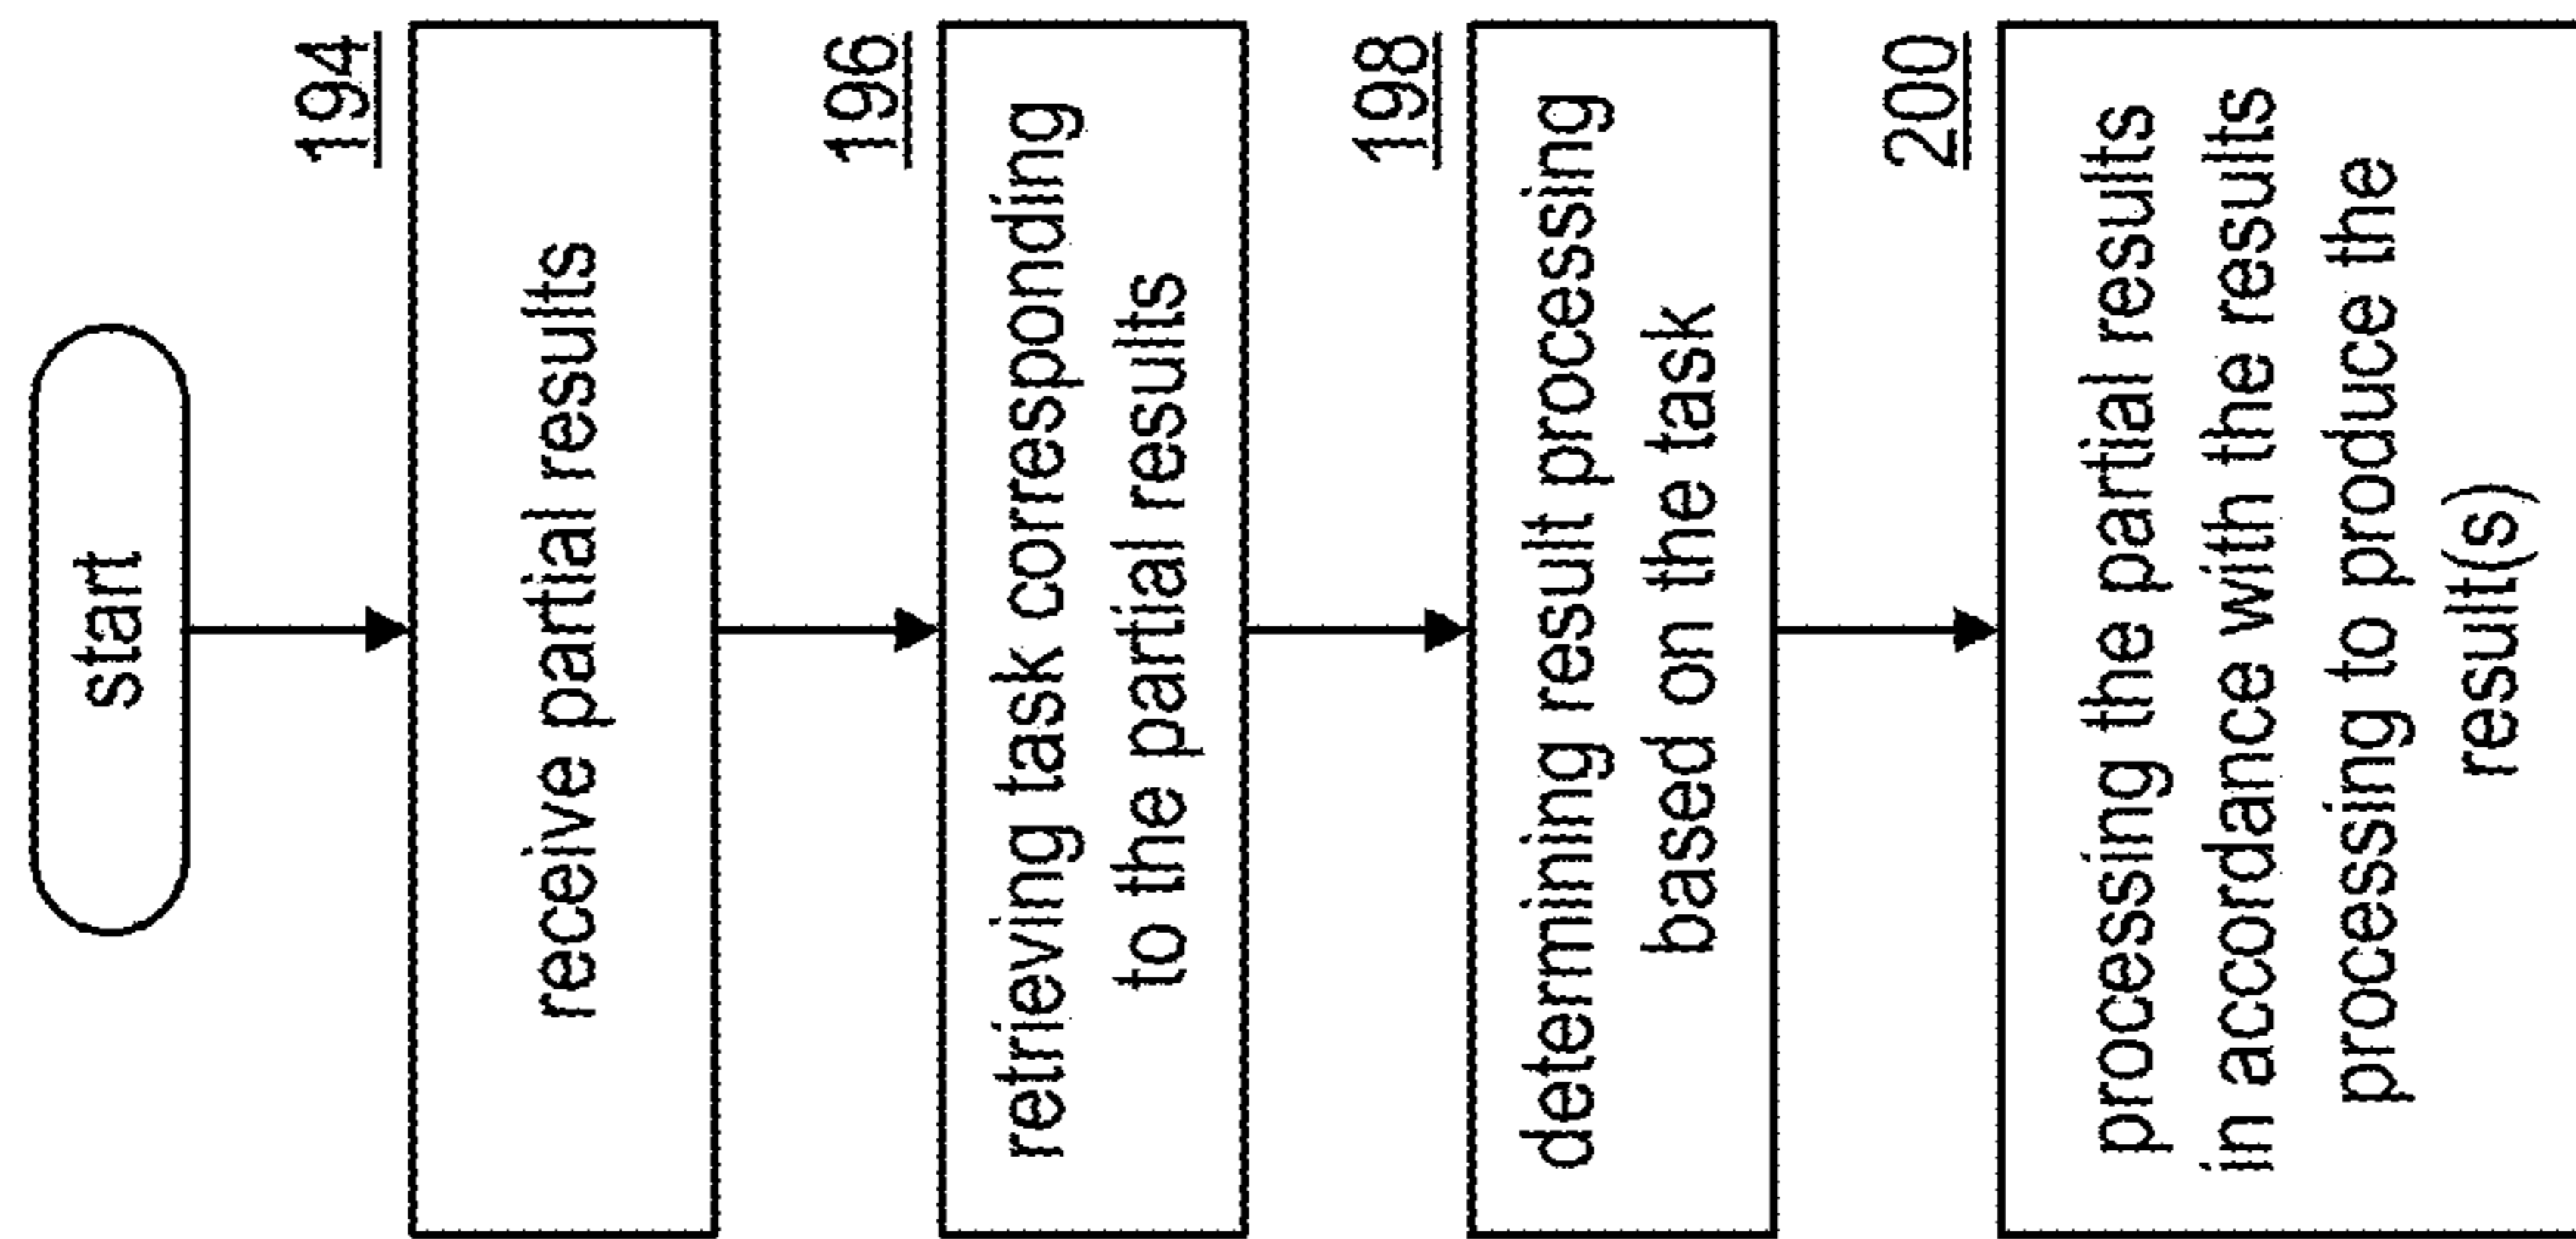 start
194
receive partial results
196
retrieving task corresponding
to the partial results
198
determining result processing
based on the task
200
processing the partial results
in accordance with the results
processing to produce the
result(s)